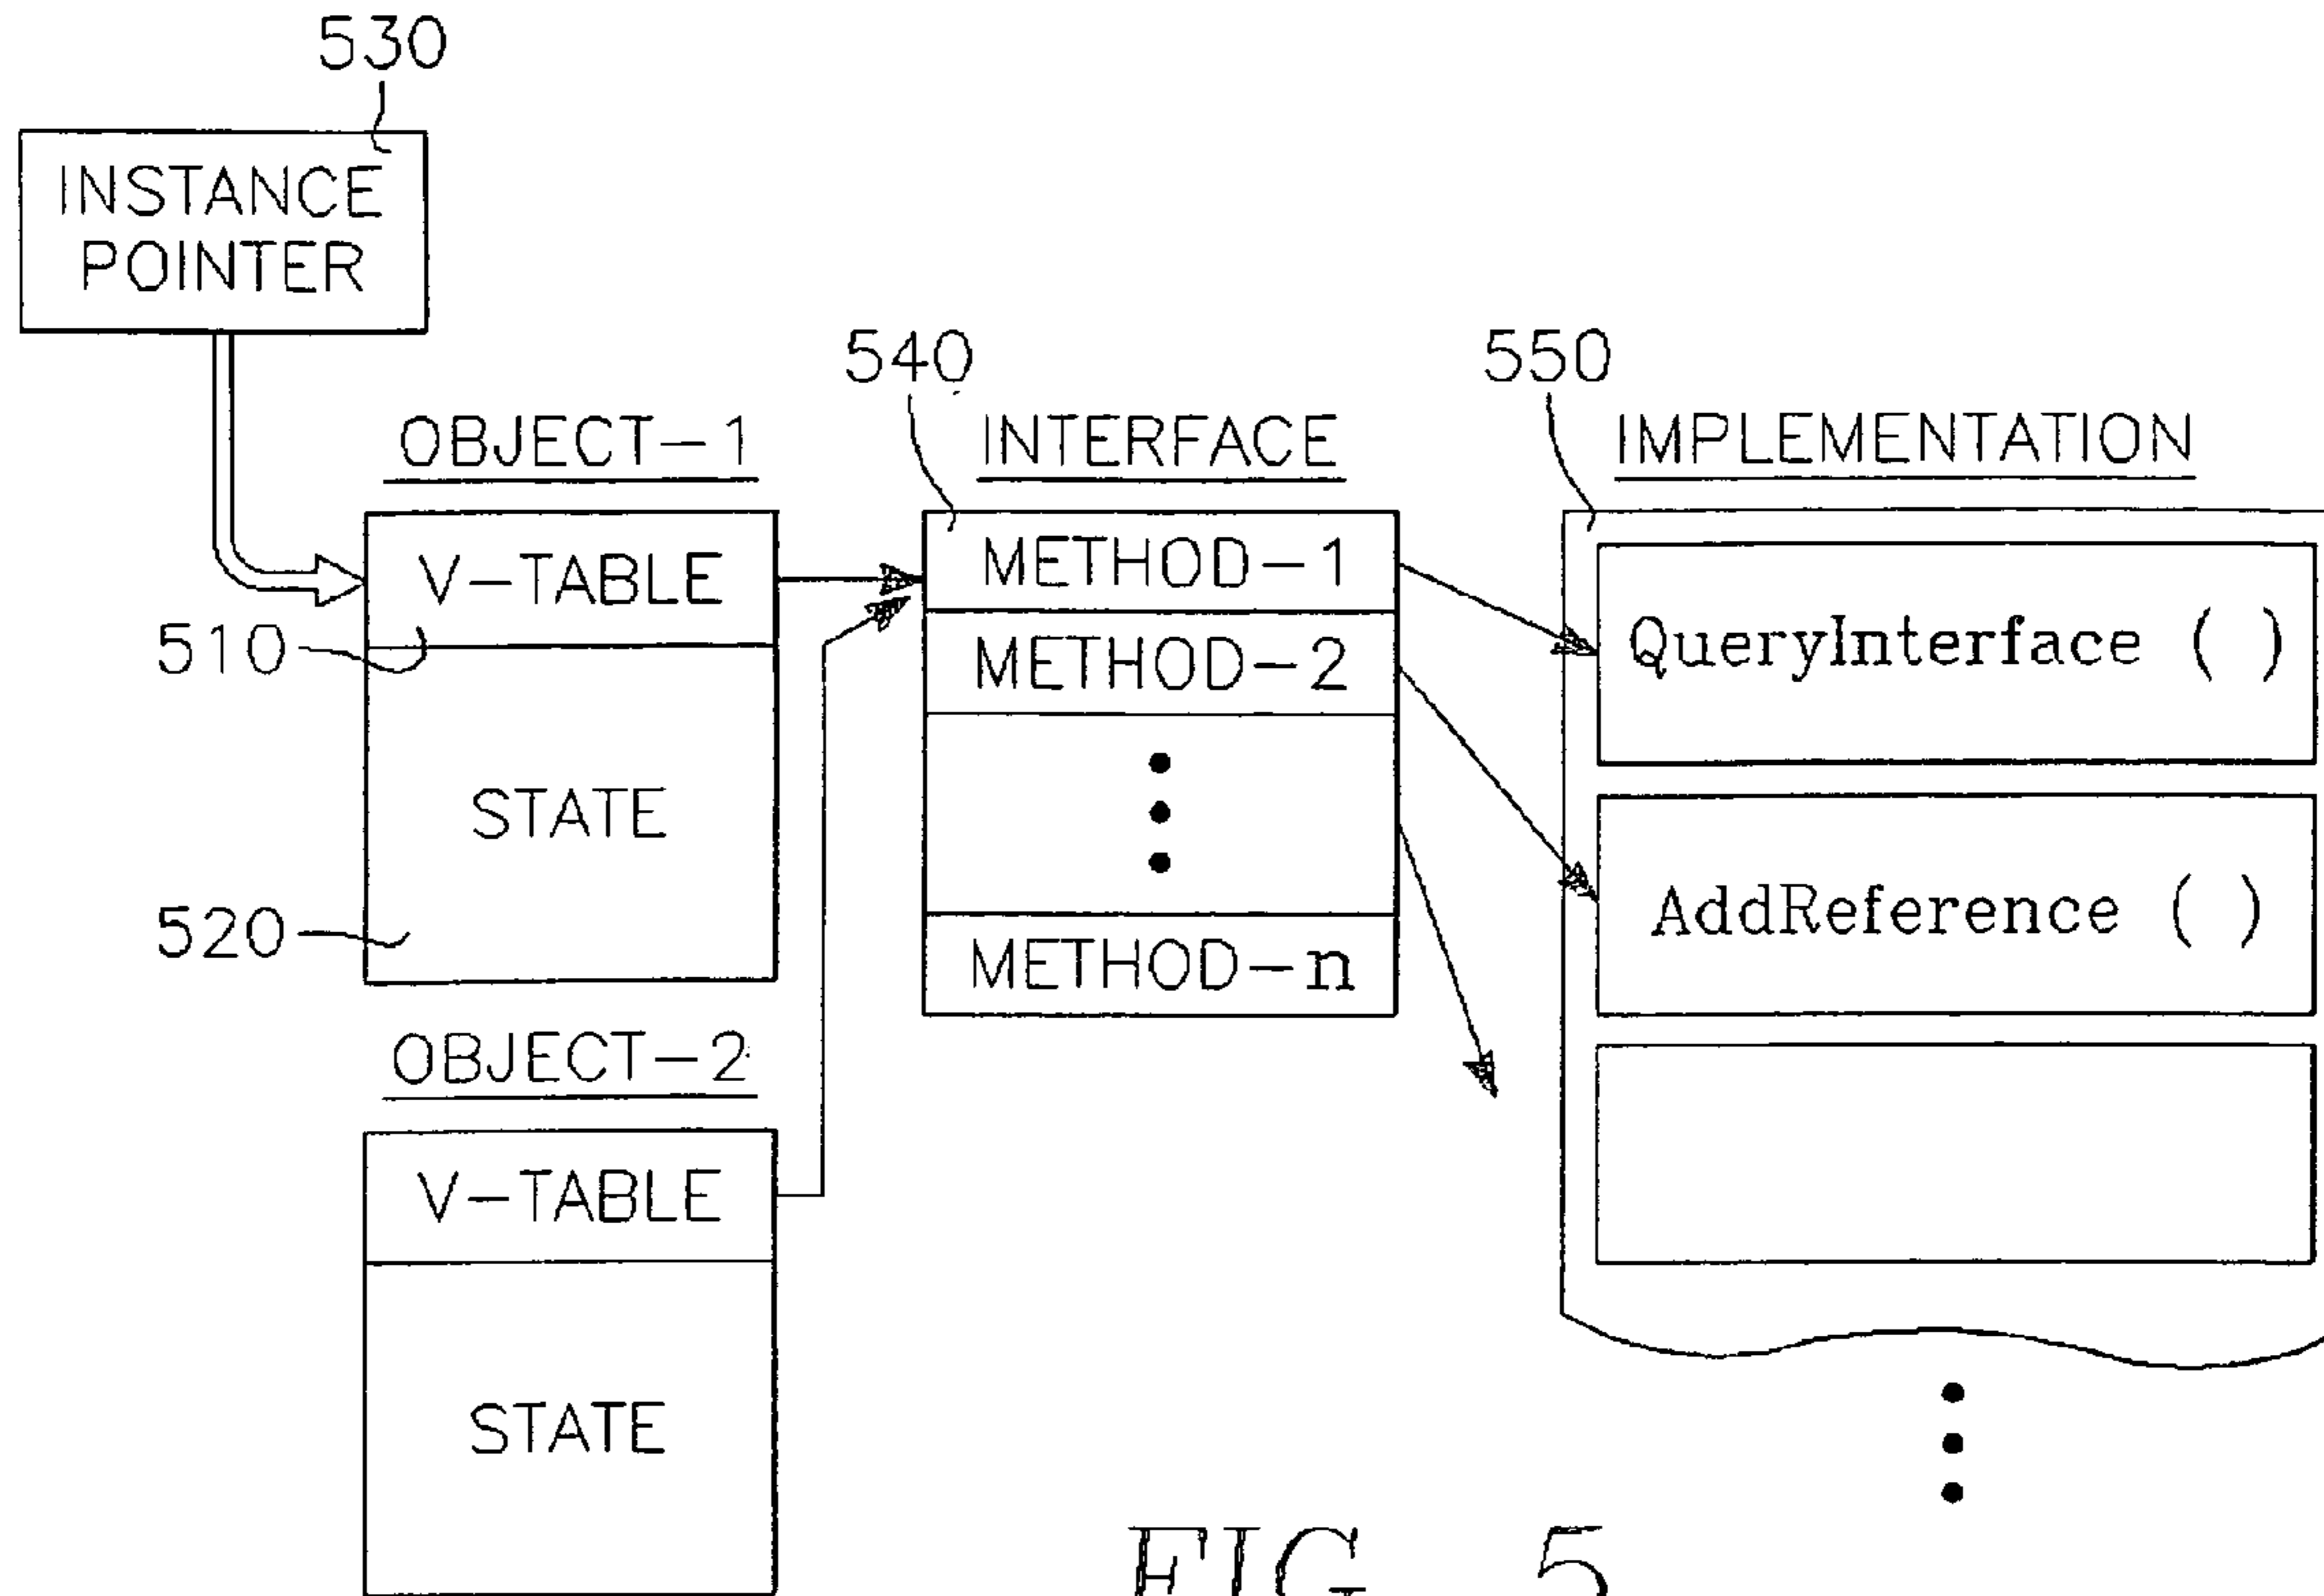 530
INSTANCE
POINTER
540
550
OBJECT-1
INTERFACE
IMPLEMENTATION
V-TABLE
METHOD-1
QueryInterface ( )
510
METHOD-2
STATE
520
AddReference ( )
METHOD-n
OBJECT-2
V-TABLE
STATE
FIG. 5